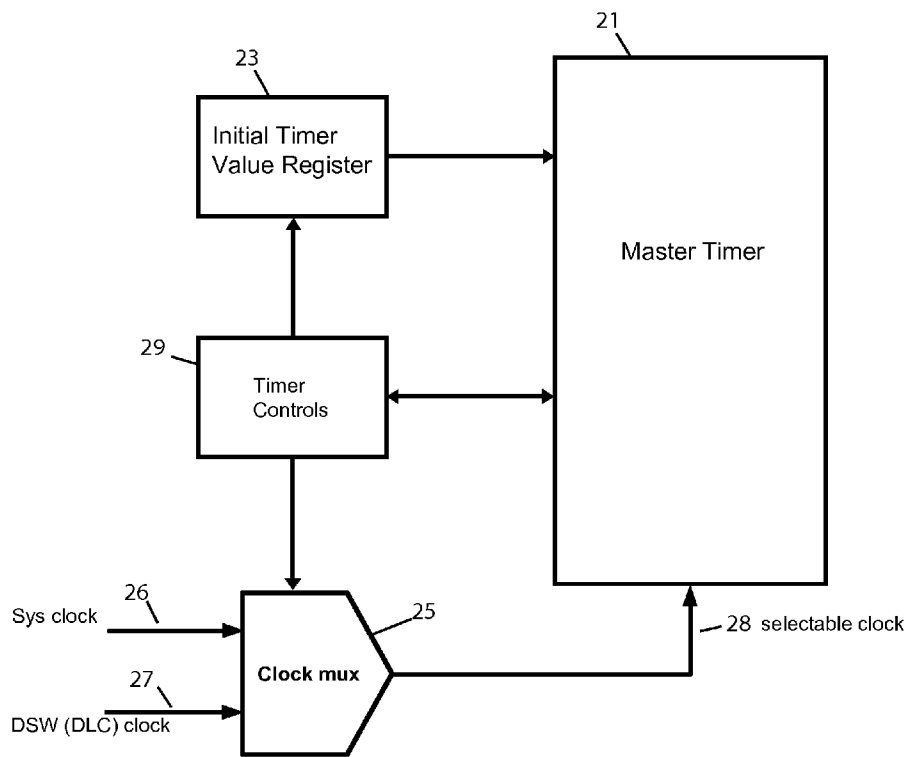 21
23
Initial Timer
Value Register
Master Timer
29
Timer
Controls
26
Sys clock
25
28 selectable clock
Clock mux
27
DSW (DLC) clock